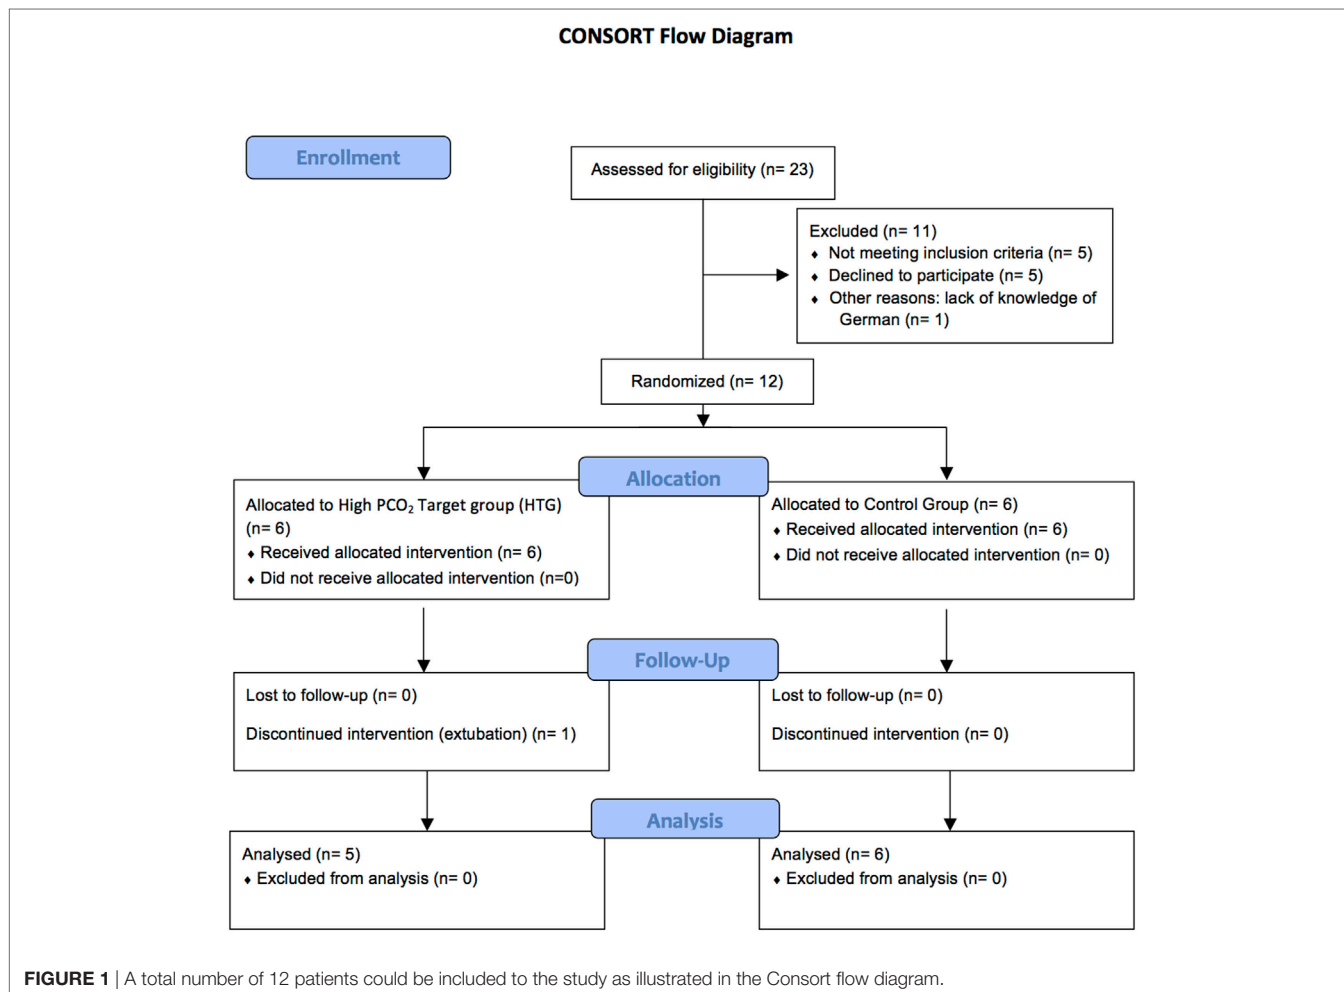 CONSORT Flow Diagram
Enrollment
Assessed for eligibility (n= 23)
Excluded (n= 11)
♦ Not meeting inclusion criteria (n= 5)
♦ Declined to participate (n= 5)
♦ Other reasons: lack of knowledge of
German (n= 1)
Randomized (n= 12)
Allocation
Allocated to High PCO₂ Target group (HTG)
(n= 6)
♦ Received allocated intervention (n= 6)
♦ Did not receive allocated intervention (n=0)
Allocated to Control Group (n= 6)
♦ Received allocated intervention (n= 6)
♦ Did not receive allocated intervention (n= 0)
Follow-Up
Lost to follow-up (n= 0)
Discontinued intervention (extubation) (n= 1)
Lost to follow-up (n= 0)
Discontinued intervention (n= 0)
Analysis
Analysed (n= 5)
♦ Excluded from analysis (n= 0)
Analysed (n= 6)
♦ Excluded from analysis (n= 0)
FIGURE 1 | A total number of 12 patients could be included to the study as illustrated in the Consort flow diagram.